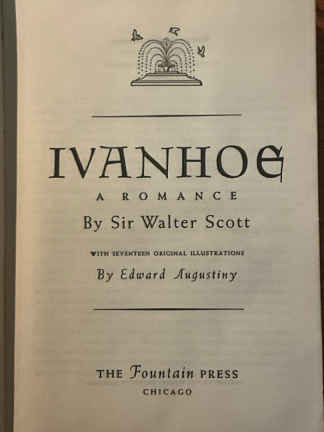 IVANHOE
A ROMANCE
By Sir Walter Scott
WITH SEVENTEEN ORIGINAL ILLUSTRATIONS
By Edward Augustiny
THE Fountain PRESS
CHICAGO